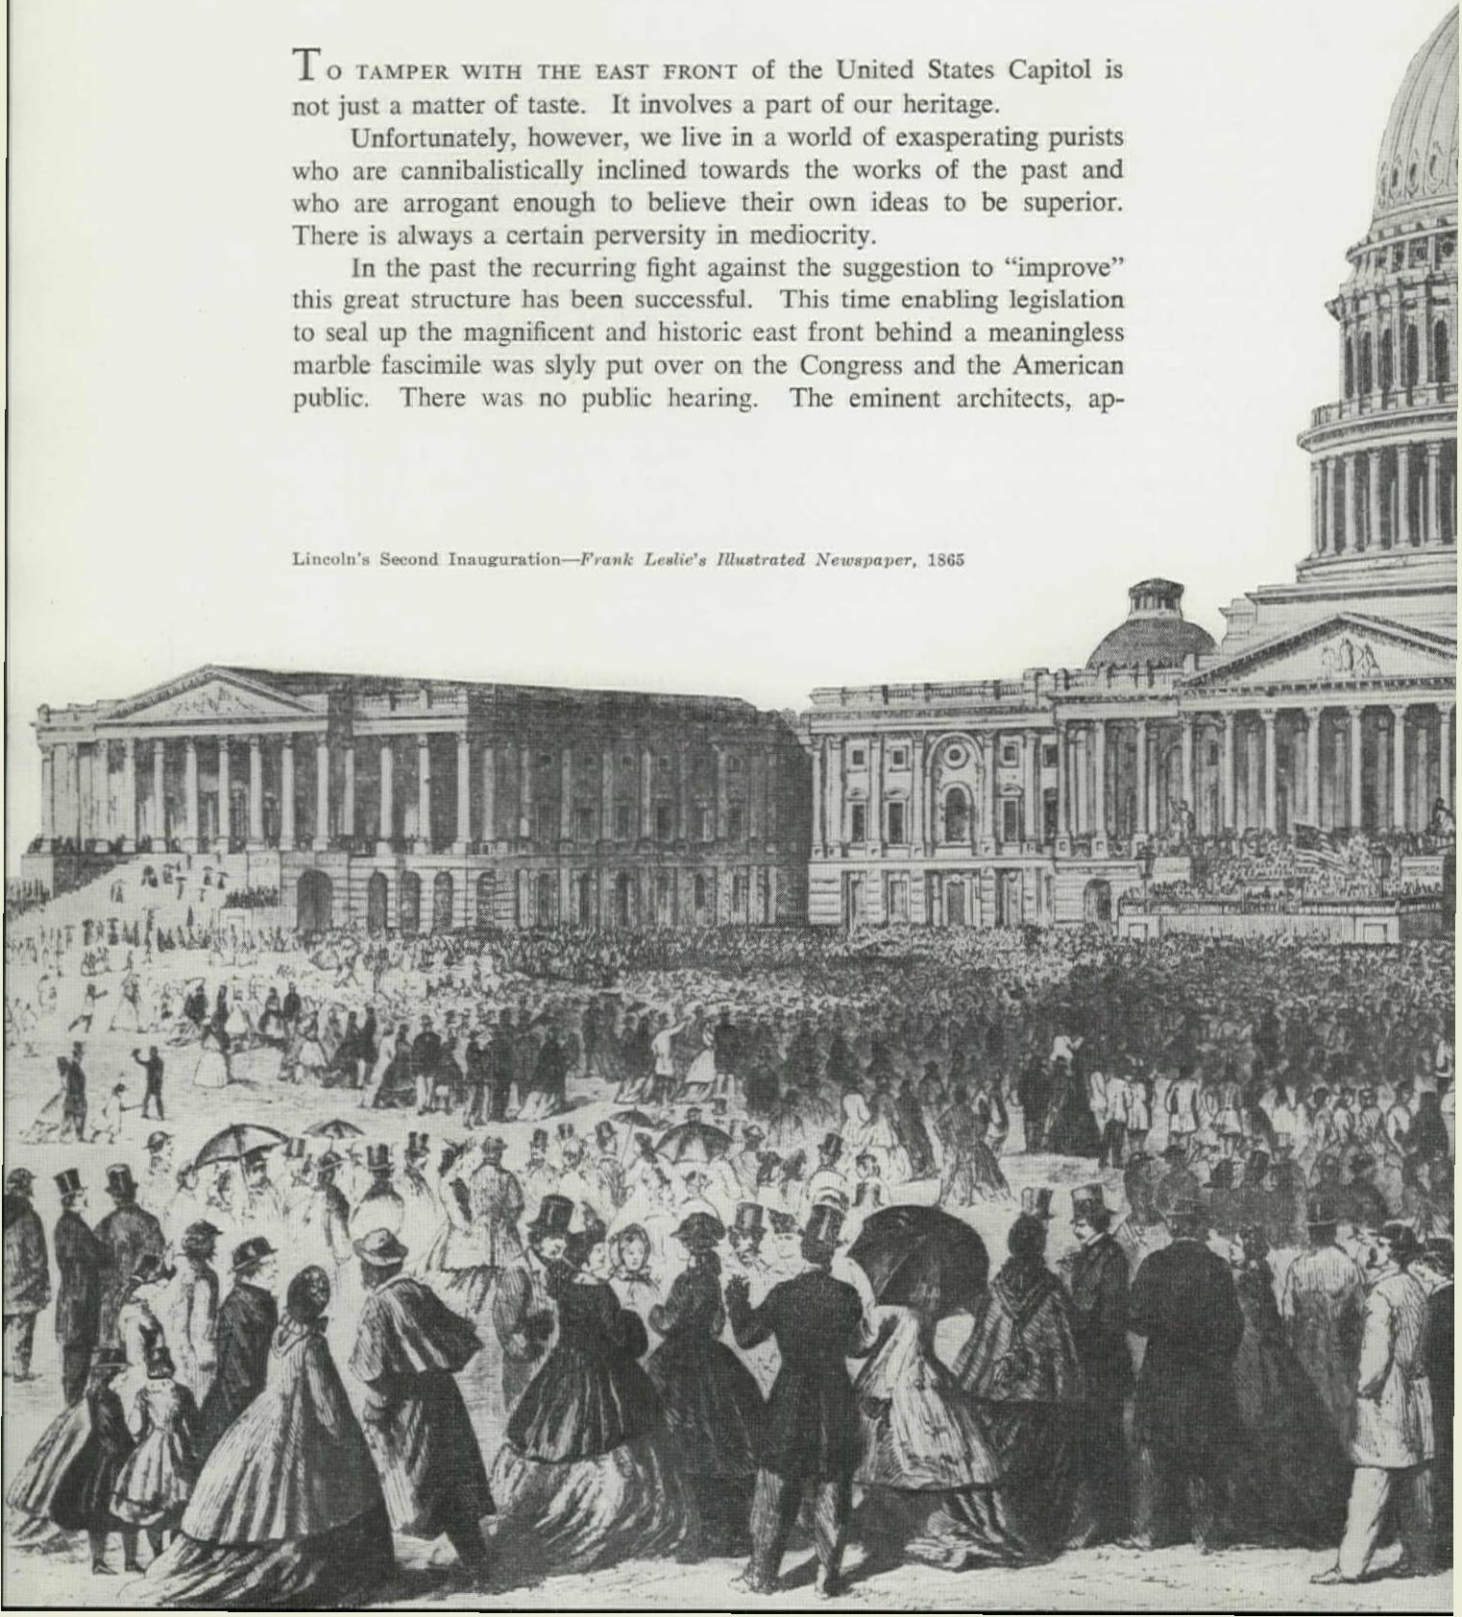 TO TAMPER WITH THE EAST FRONT of the United States Capitol is
not just a matter of taste. It involves a part of our heritage.
Unfortunately, however, we live in a world of exasperating purists
who are cannibalistically inclined towards the works of the past and
who are arrogant enough to believe their own ideas to be superior.
There is always a certain perversity in mediocrity.
In the past the recurring fight against the suggestion to “improve”
this great structure has been successful. This time enabling legislation
to seal up the magnificent and historic east front behind a meaningless
marble fascimile was slyly put over on the Congress and the American
public. There was no public hearing. The eminent architects, ap-
Lincoln's Second Inauguration—Frank Leslie's Illustrated Newspaper, 1865